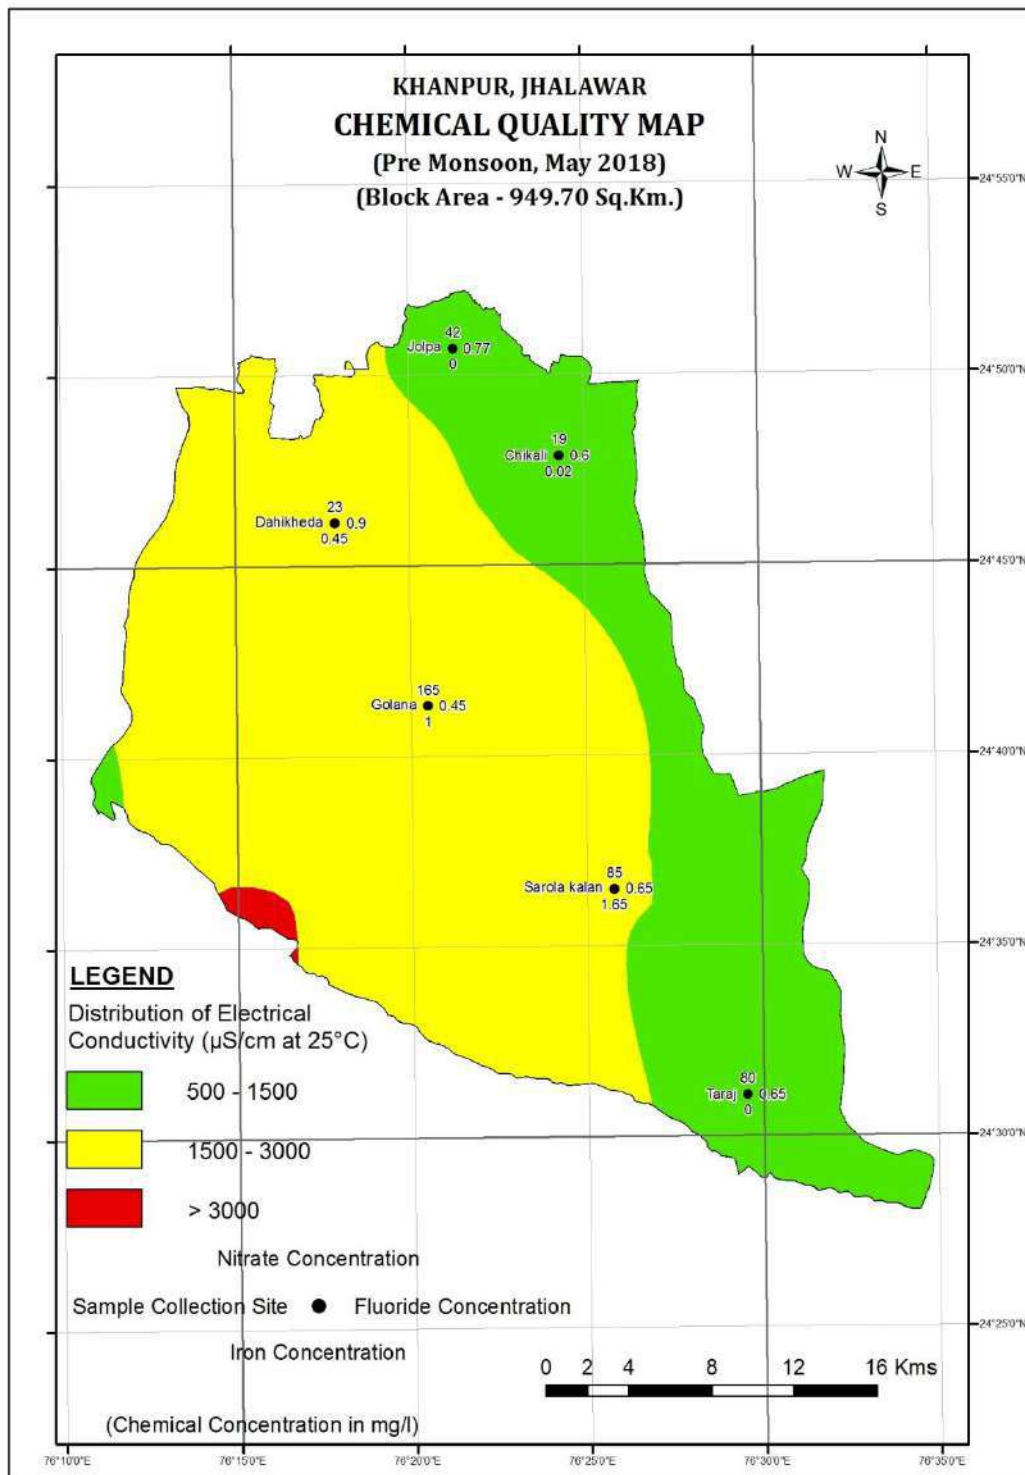 KHANPUR, JHALAWAR
CHEMICAL QUALITY MAP
(Pre Monsoon, May 2018)
(Block Area - 949.70 Sq.Km.)
N
W E
S
24°55'0"N
42
Jolpa 0.77
0
24°50'0"N
19
Chikali 0.6
0.02
23
Dahikheda 0.9
0.45
24°45'0"N
165
Golana 0.45
1
24°40'0"N
85
Sarola kalan 0.65
1.65
24°35'0"N
LEGEND
Distribution of Electrical
Conductivity (µS/cm at 25°C)
500 - 1500
80
Taraj 0.65
0
24°30'0"N
1500 - 3000
> 3000
Nitrate Concentration
Sample Collection Site Fluoride Concentration
24°25'0"N
Iron Concentration
0 2 4 8 12 16 Kms
(Chemical Concentration in mg/l)
76°10'0"E 76°15'0"E 76°20'0"E 76°25'0"E 76°30'0"E 76°35'0"E